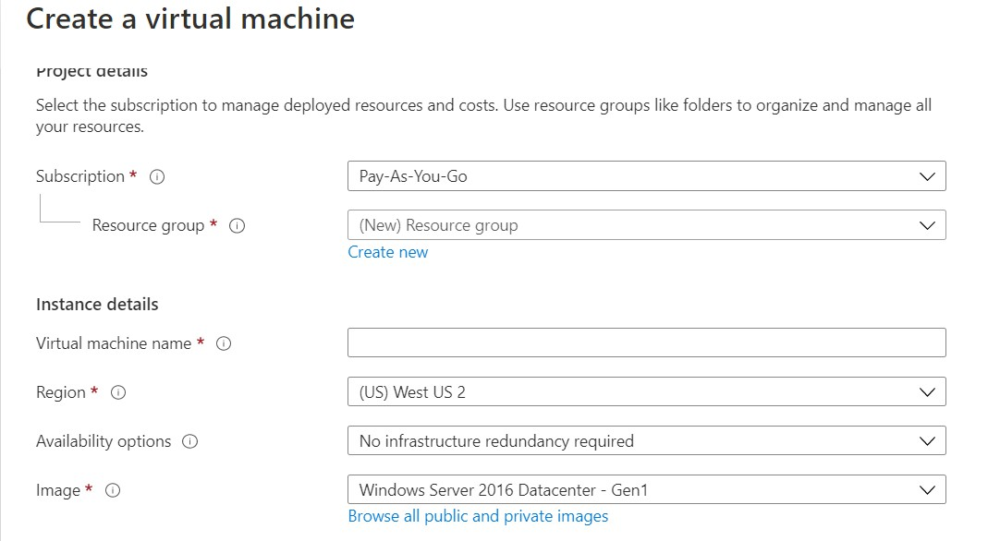 Create a virtual machine
Project details
Select the subscription to manage deployed resources and costs. Use resource groups like folders to organize and manage all
your resources.
Subscription *
Pay-As-You-Go
Resource group *
(New) Resource group
Create new
Instance details
Virtual machine name *
Region *
(US) West US 2
Availability options
No infrastructure redundancy required
Image *
Windows Server 2016 Datacenter - Gen1
Browse all public and private images